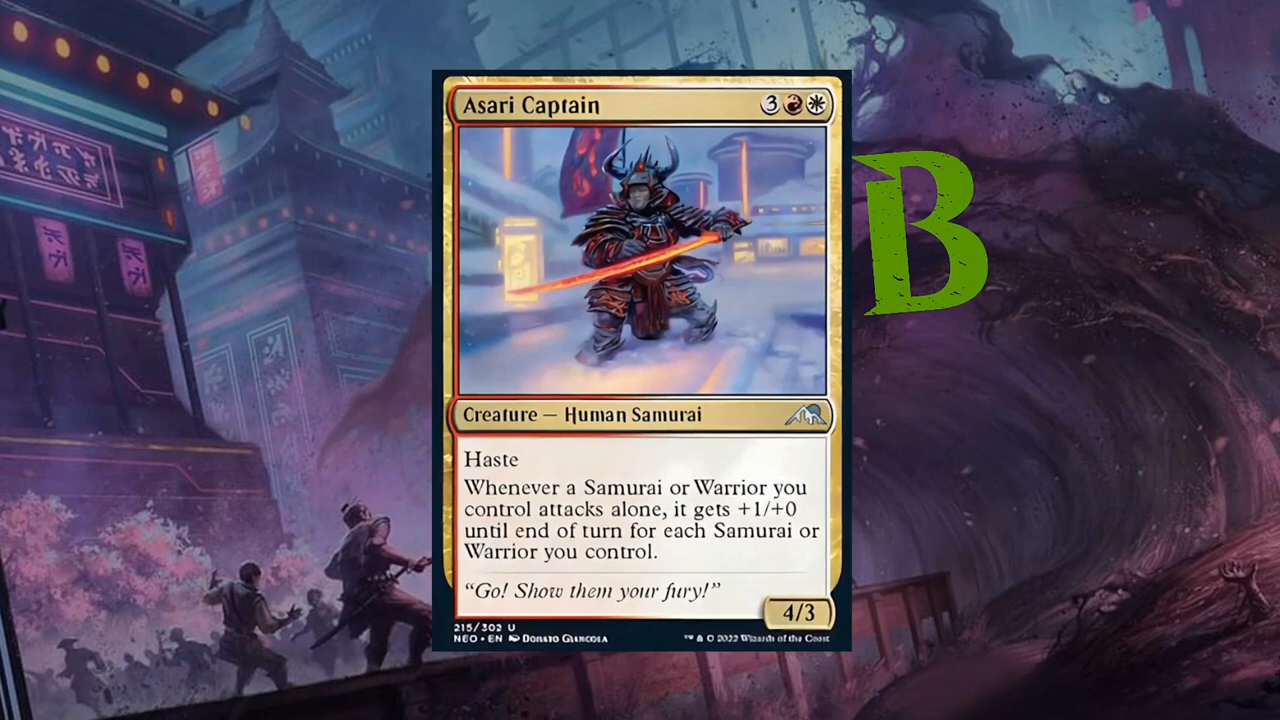 Asari Captain
3
B
Creature — Human Samurai
Haste
Whenever a Samurai or Warrior you
control attacks alone, it gets +1/+0
until end of turn for each Samurai or
Warrior you control.
“Go! Show them your fury!”
4/3
215/302 U
NEO • EN Donato Giancola
™ & © 2022 Wizards of the Coast